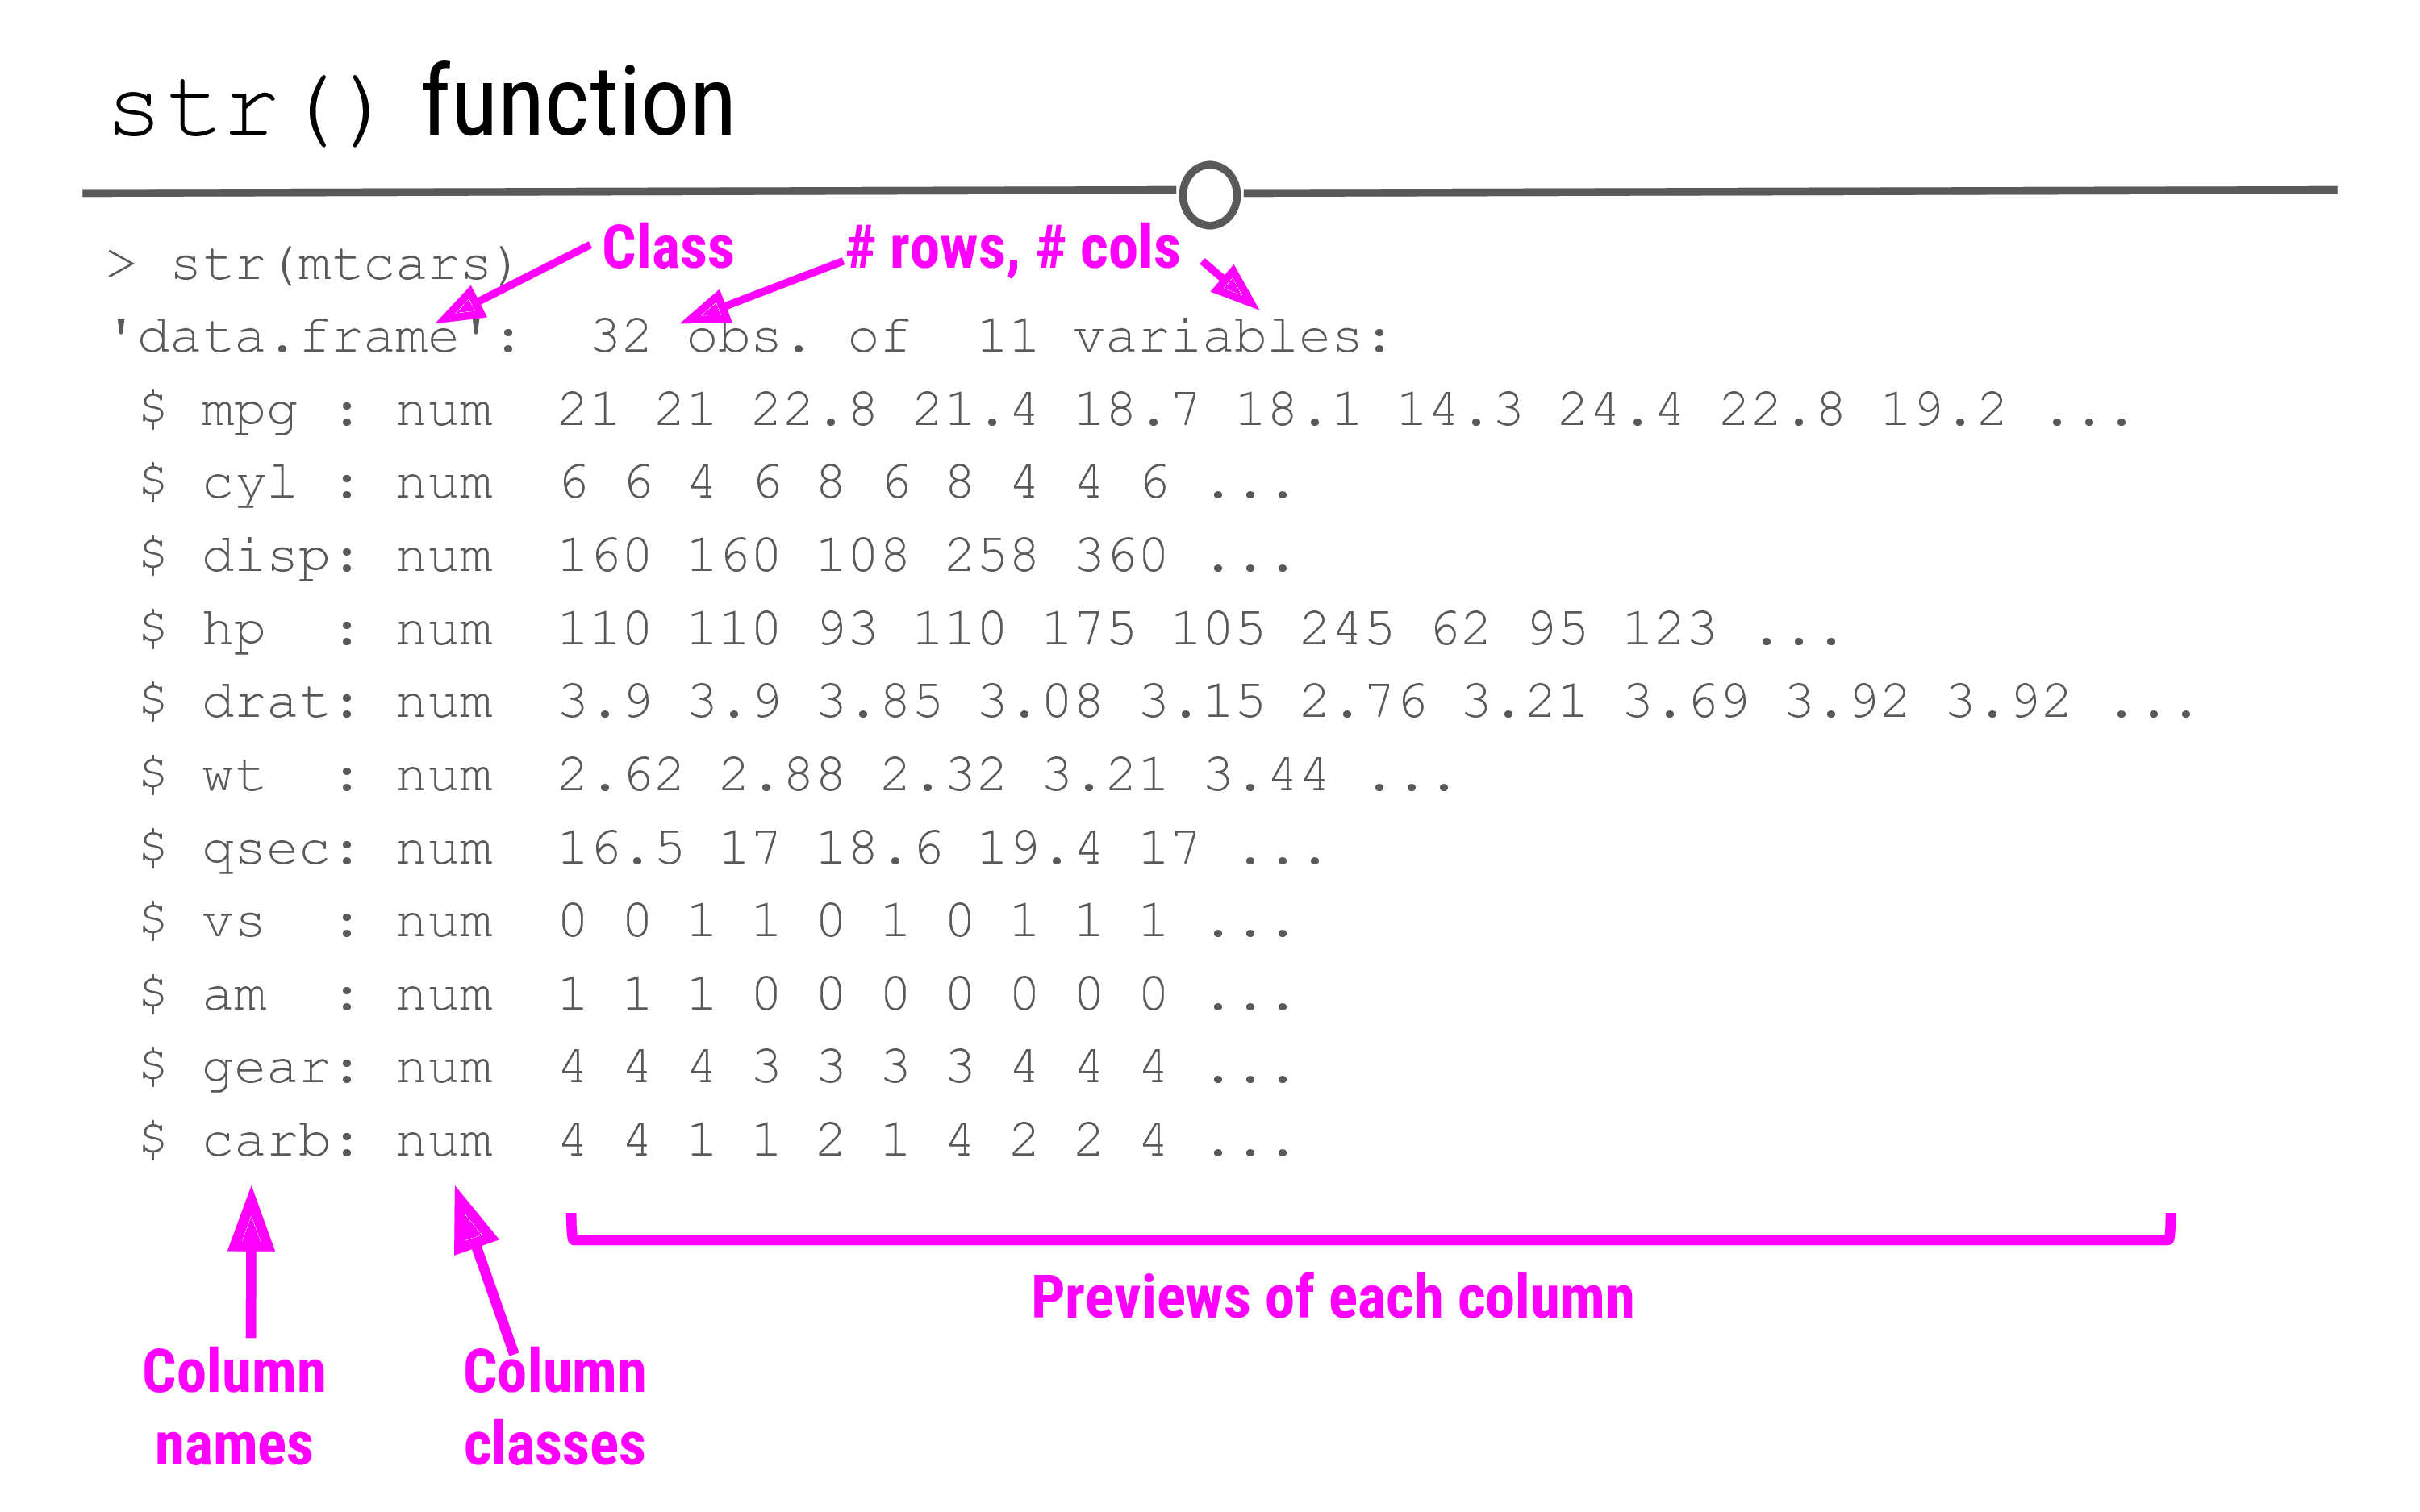 str() function
Class
# rows, # cols
> str(mtcars)
'data.frame':  32 obs. of  11 variables:
 $ mpg : num  21 21 22.8 21.4 18.7 18.1 14.3 24.4 22.8 19.2 ...
 $ cyl : num  6 6 4 6 8 6 8 4 4 6 ...
 $ disp: num  160 160 108 258 360 ...
 $ hp  : num  110 110 93 110 175 105 245 62 95 123 ...
 $ drat: num  3.9 3.9 3.85 3.08 3.15 2.76 3.21 3.69 3.92 3.92 ...
 $ wt  : num  2.62 2.88 2.32 3.21 3.44 ...
 $ qsec: num  16.5 17 18.6 19.4 17 ...
 $ vs  : num  0 0 1 1 0 1 0 1 1 1 ...
 $ am  : num  1 1 1 0 0 0 0 0 0 0 ...
 $ gear: num  4 4 4 3 3 3 3 4 4 4 ...
 $ carb: num  4 4 1 1 2 1 4 2 2 4 ...
Previews of each column
Column
names
Column
classes